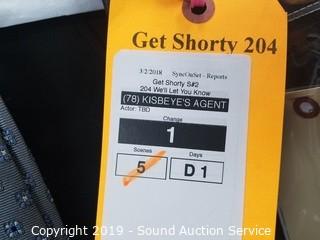 Get Shorty 204
3/2/2018 SyncOnSet - Reports
Get Shorty S#2
204 We'll Let You Know
(78) KISBEYE'S AGENT
Actor: TBD
Change
1
Scenes Days
5 D 1
Copyright 2019 - Sound Auction Service